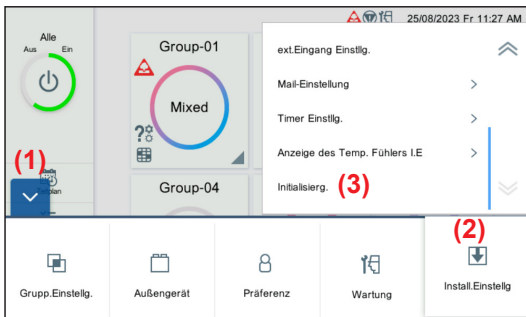 25/08/2023 Fr 11:27 AM
Alle
Aus Ein
Group-01
Mixed
Group-04
ext.Eingang Einstllg.
Mail-Einstellung
Timer Einstllg.
Anzeige des Temp. Fühlers I.E
Initialisierg. (3)
(1)
(2)
Grupp.Einstellg.
Außengerät
Präferenz
Wartung
Install.Einstellg